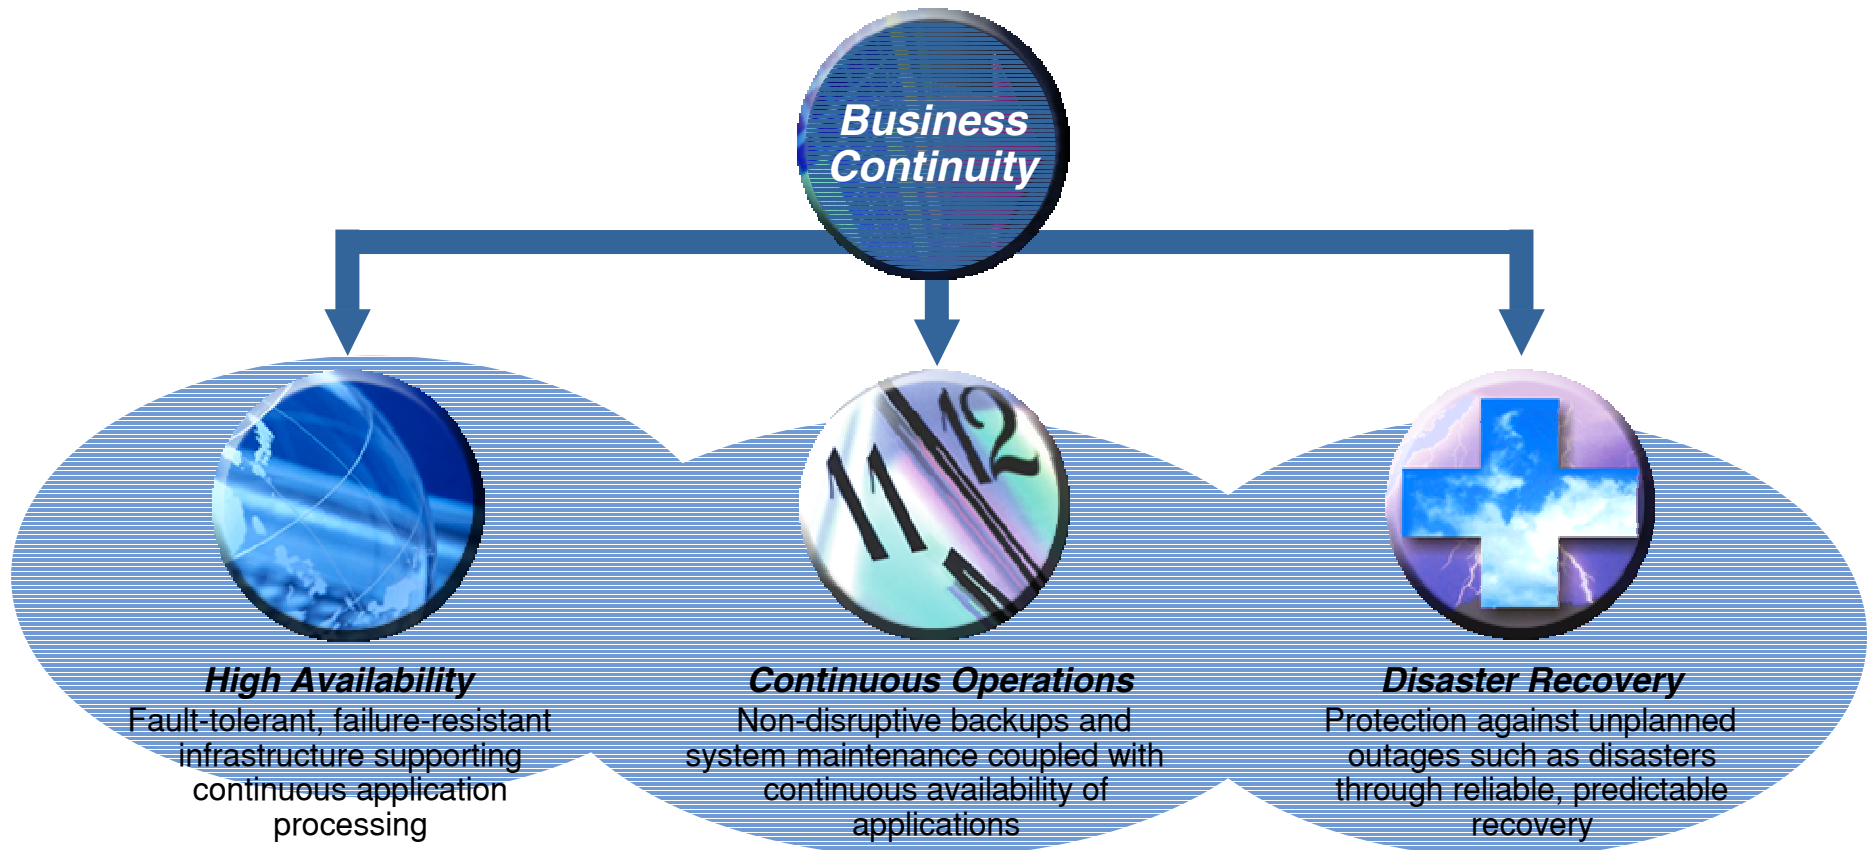 Business
Continuity
12
11
High Availability
Fault-tolerant, failure-resistant
infrastructure supporting
continuous application
processing
Continuous Operations
Non-disruptive backups and
system maintenance coupled with
continuous availability of
applications
Disaster Recovery
Protection against unplanned
outages such as disasters
through reliable, predictable
recovery